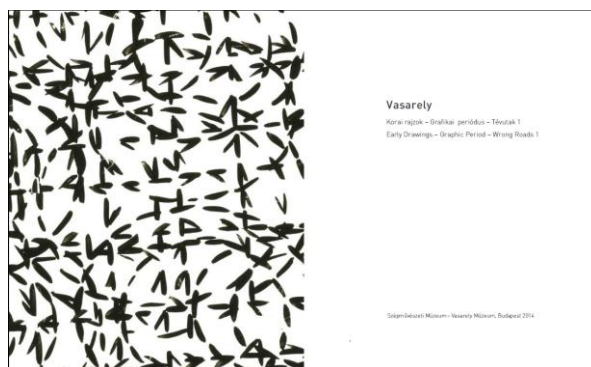 Vasarely
Korai rajzok – Grafikai periódus – Tévutak 1
Early Drawings – Graphic Period – Wrong Roads 1
Szépművészeti Múzeum - Vasarely Múzeum, Budapest 2014